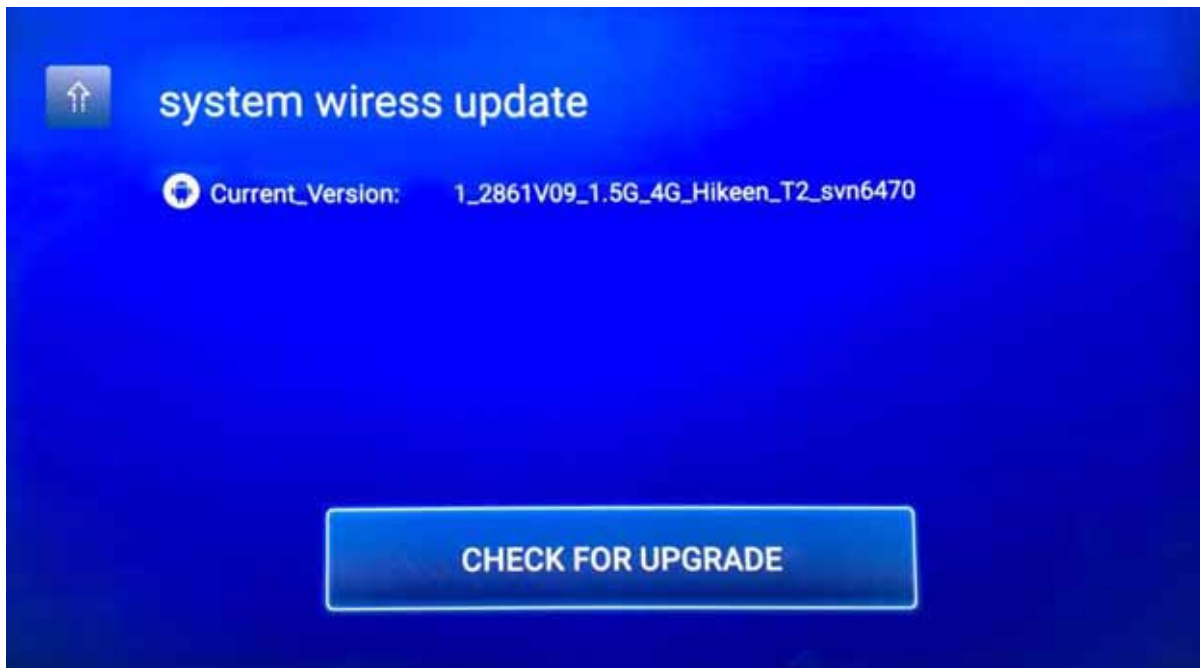 system wiress update
Current_Version: 1_2861V09_1.5G_4G_Hikeen_T2_svn6470
CHECK FOR UPGRADE